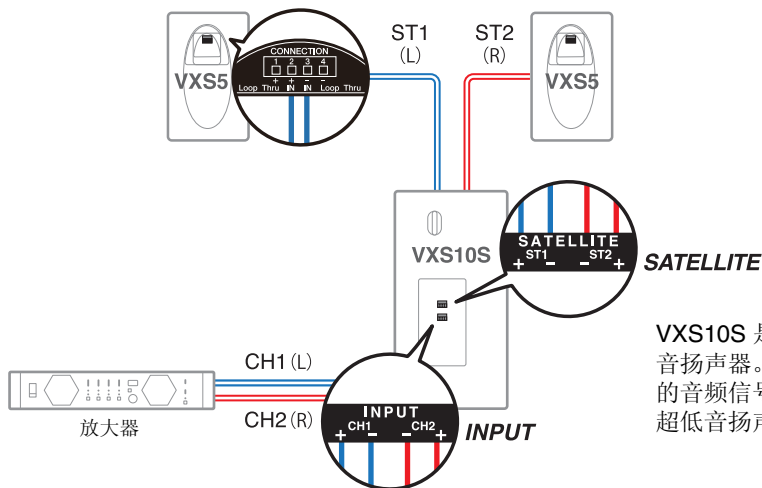 ST1
(L)
ST2
(R)
VXS5
CONNECTION
1 2 3 4
+ + − −
Loop Thru IN IN Loop Thru
VXS5
VXS10S
SATELLITE
+ ST1 − − ST2 +
SATELLITE
VXS10S 是
音扬声器。
的音频信号
超低音扬声
CH1 (L)
CH2 (R)
放大器
INPUT
+ CH1 − − CH2 +
INPUT